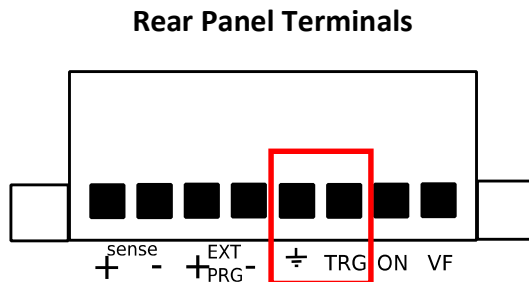 Rear Panel Terminals
+ sense - + EXT PRG - ⏚ TRG ON VF